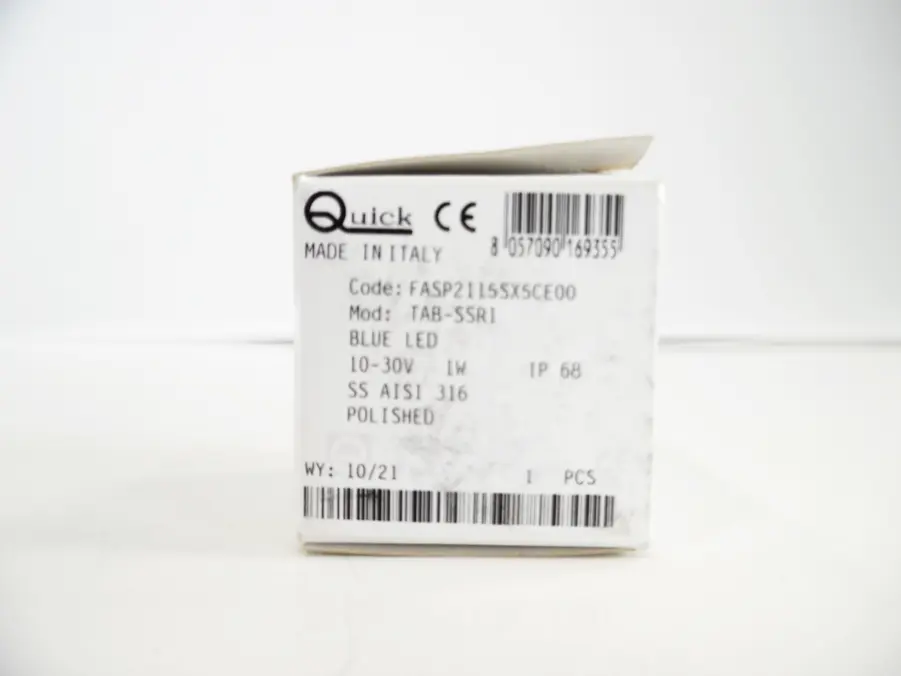 Quick CE
8 057090 169355
MADE IN ITALY
Code: FASP2115SX5CE00
Mod: TAB-SSR1
BLUE LED
10-30V 1W IP 68
SS AISI 316
POLISHED
WY: 10/21 1 PCS